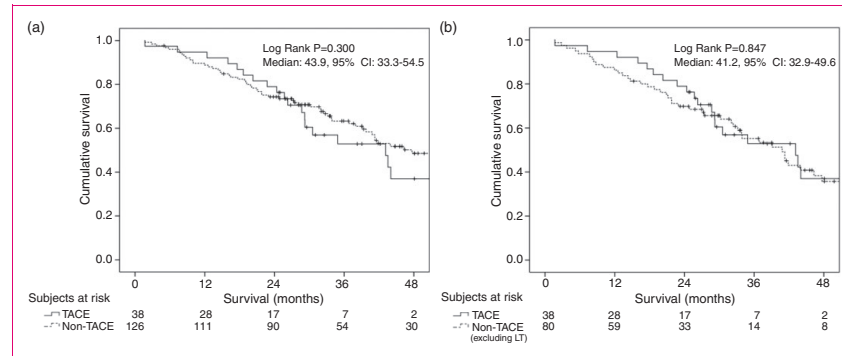 (a)
Log Rank P=0.300
Median: 43.9, 95% CI: 33.3-54.5
Cumulative survival
1.0
0.8
0.6
0.4
0.2
0.0
0 12 24 36 48
Survival (months)
Subjects at risk
TACE 38 28 17 7 2
Non-TACE 126 111 90 54 30
(b)
Log Rank P=0.847
Median: 41.2, 95% CI: 32.9-49.6
Cumulative survival
1.0
0.8
0.6
0.4
0.2
0.0
0 12 24 36 48
Survival (months)
Subjects at risk
TACE 38 28 17 7 2
Non-TACE 80 59 33 14 8
(excluding LT)